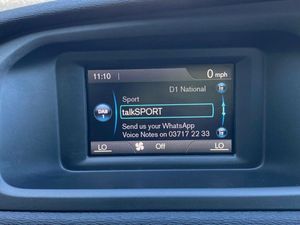 11:10
0 mph
D1 National
Sport
DAB
1
talkSPORT
Send us your WhatsApp
Voice Notes on 03717 22 33
LO
Off
LO